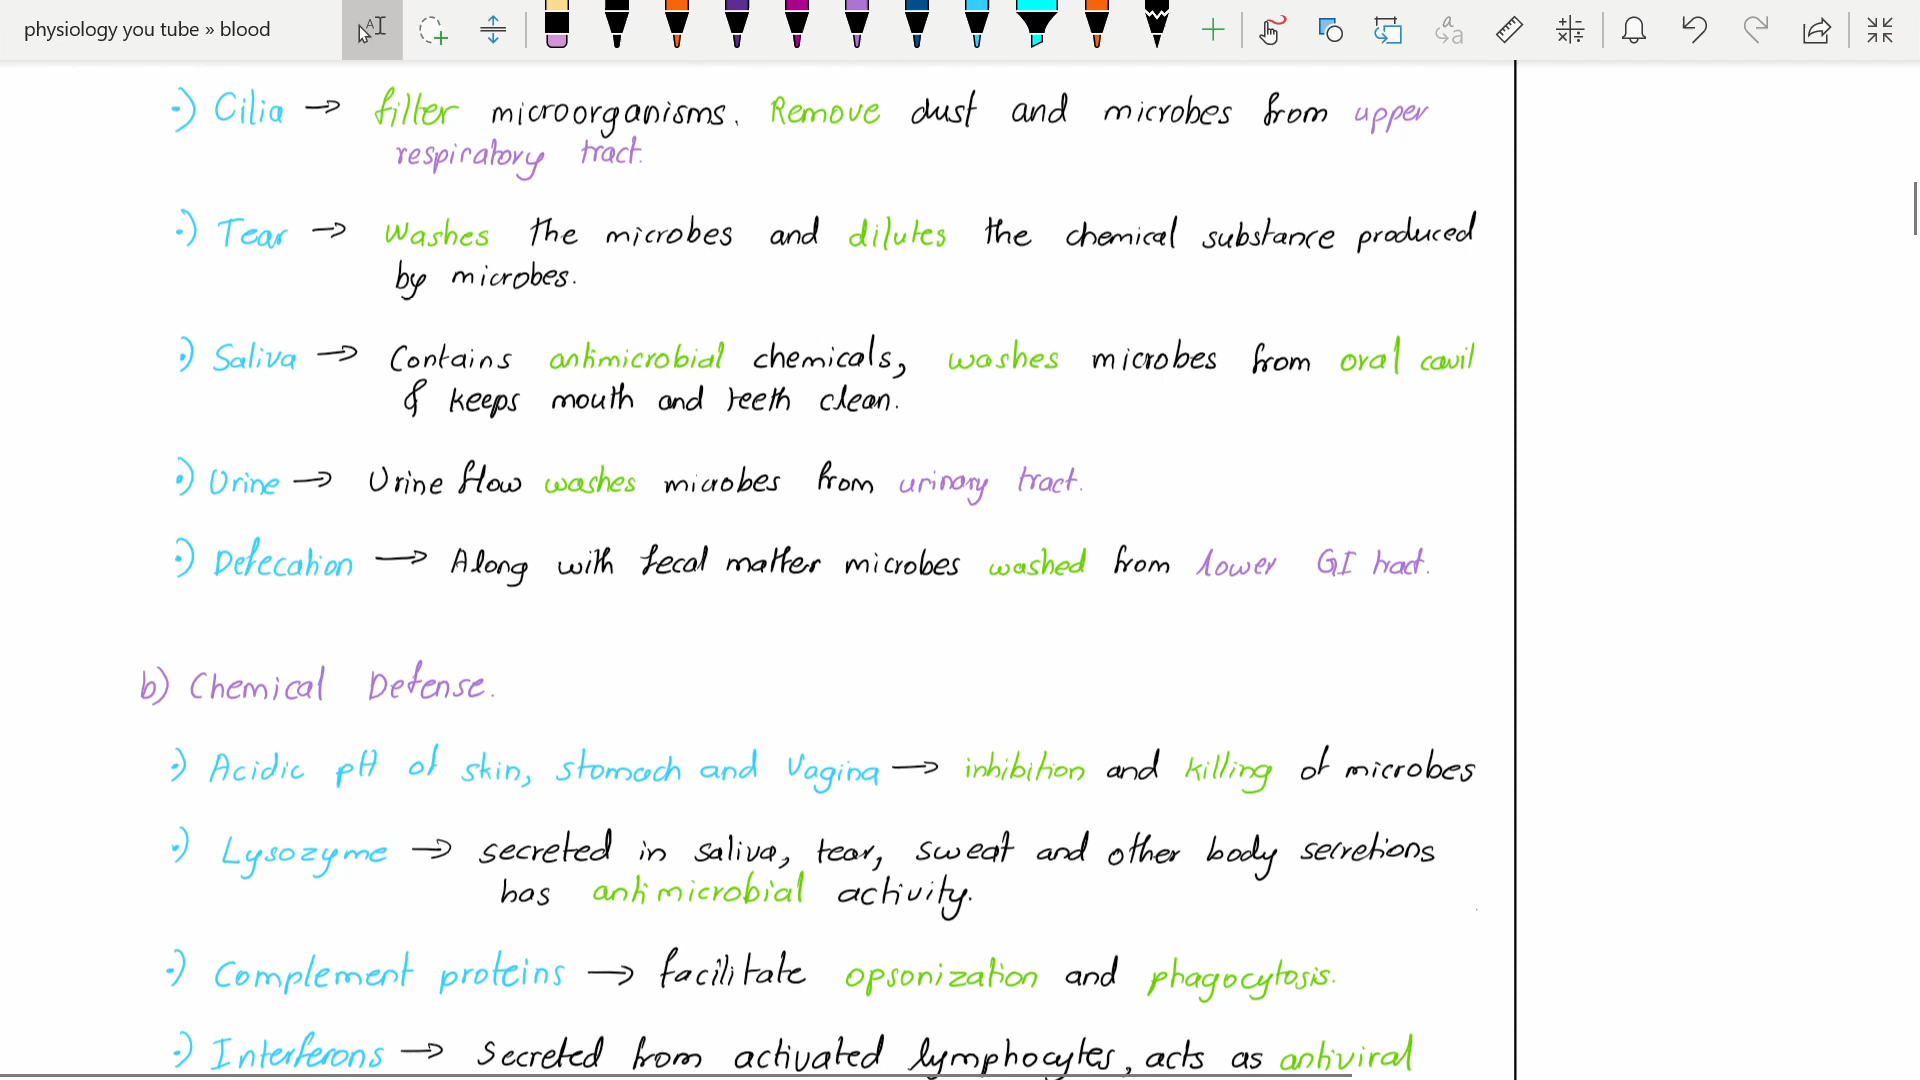 physiology you tube » blood
•) Cilia → filter microorganisms. Remove dust and microbes from upper
respiratory tract.
•) Tear → washes the microbes and dilutes the chemical substance produced
by microbes.
•) Saliva → Contains antimicrobial chemicals, washes microbes from oral cavit
& keeps mouth and teeth clean.
•) Urine → Urine flow washes microbes from urinary tract.
•) Defecation → Along with fecal matter microbes washed from lower GI tract.
b) Chemical Defense.
•) Acidic pH of skin, stomach and Vagina → inhibition and killing of microbes
•) Lysozyme → secreted in saliva, tear, sweat and other body secretions
has antimicrobial activity.
•) Complement proteins → facilitate opsonization and phagocytosis.
•) Interferons → Secreted from activated lymphocytes, acts as antiviral